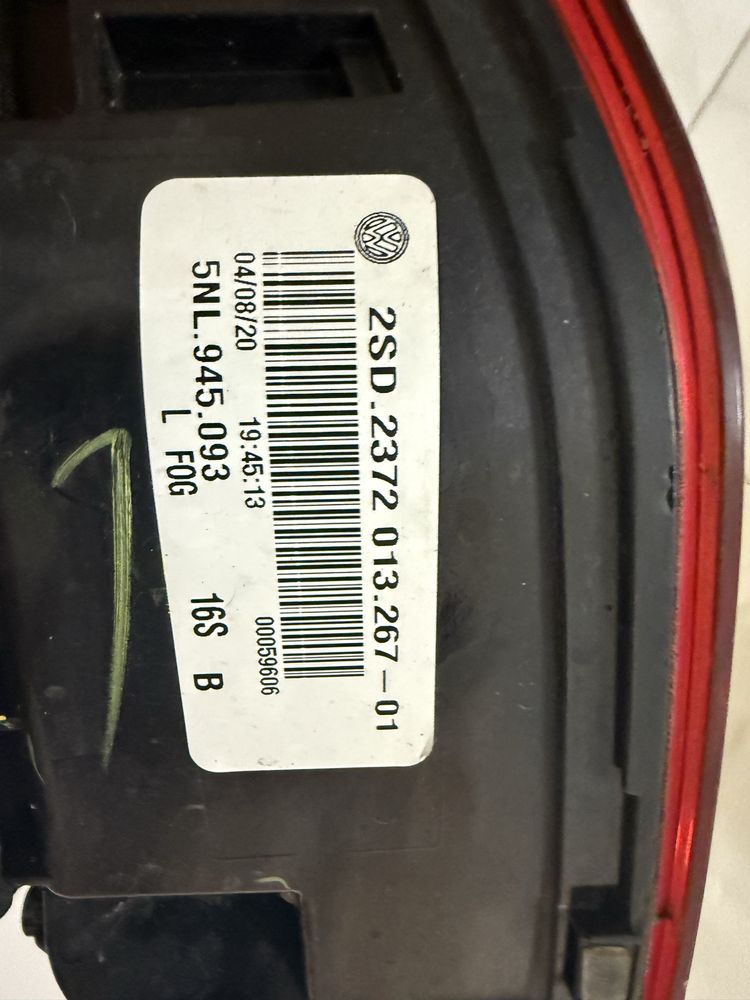 2SD.2372 013.267-01
04/08/20 19:45:13 00059606
5NL.945.093 16S B
L FOG